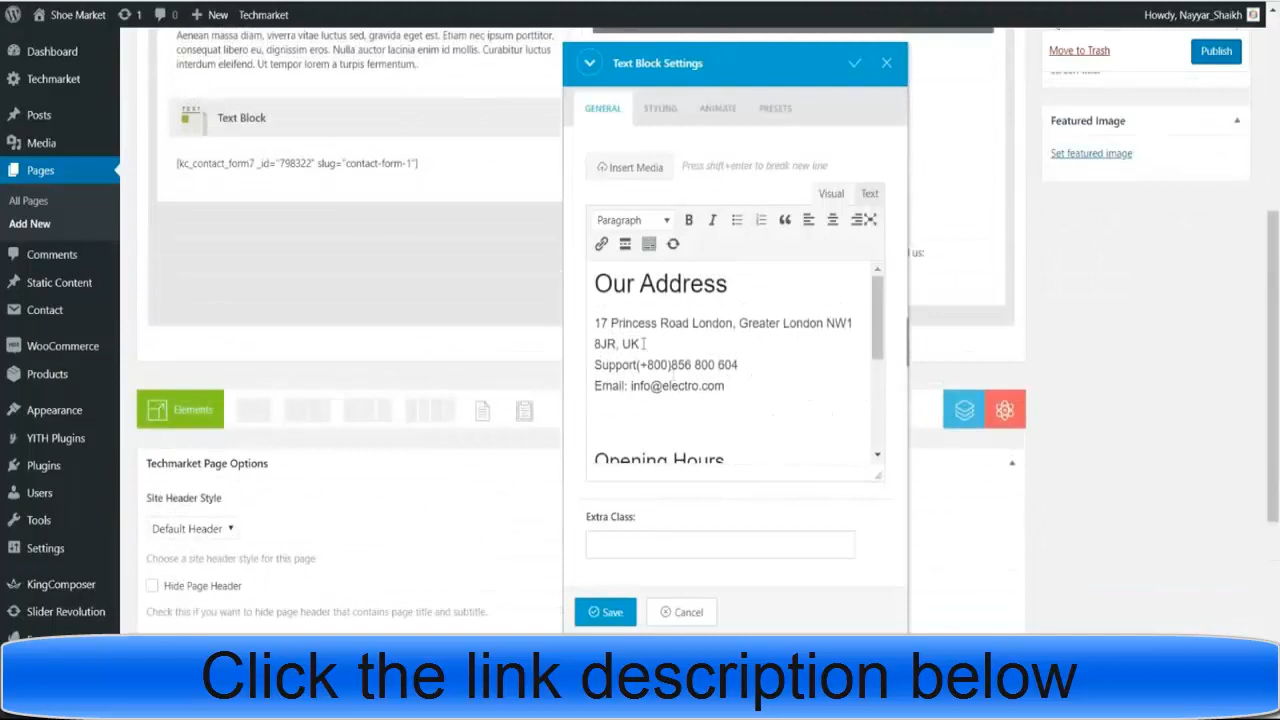 Shoe Market
1
0
New
Techmarket
Howdy, Nayyar_Shaikh
Dashboard
Techmarket
Posts
Media
Pages
All Pages
Add New
Comments
Static Content
Contact
WooCommerce
Products
Appearance
YITH Plugins
Plugins
Users
Tools
Settings
KingComposer
Slider Revolution
Aenean massa diam, viverra vitae luctus sed, gravida eget est. Etiam nec ipsum porttitor,
consequat libero eu, dignissim eros. Nulla auctor lacinia enim id mollis. Curabitur luctus
interdum eleifend. Ut tempor lorem a turpis fermentum,.
TEXT
Text Block
[kc_contact_form7 _id="798322" slug="contact-form-1"]
Elements
Techmarket Page Options
Site Header Style
Default Header
Choose a site header style for this page
Hide Page Header
Check this if you want to hide page header that contains page title and subtitle.
Text Block Settings
GENERAL
STYLING
ANIMATE
PRESETS
Insert Media
Press shift+enter to break new line
Visual
Text
Paragraph
B
I
Our Address
17 Princess Road London, Greater London NW1
8JR, UK
Support(+800)856 800 604
Email: info@electro.com
Opening Hours
Extra Class:
Save
Cancel
us:
Move to Trash
Publish
Featured Image
Set featured image
Click the link description below